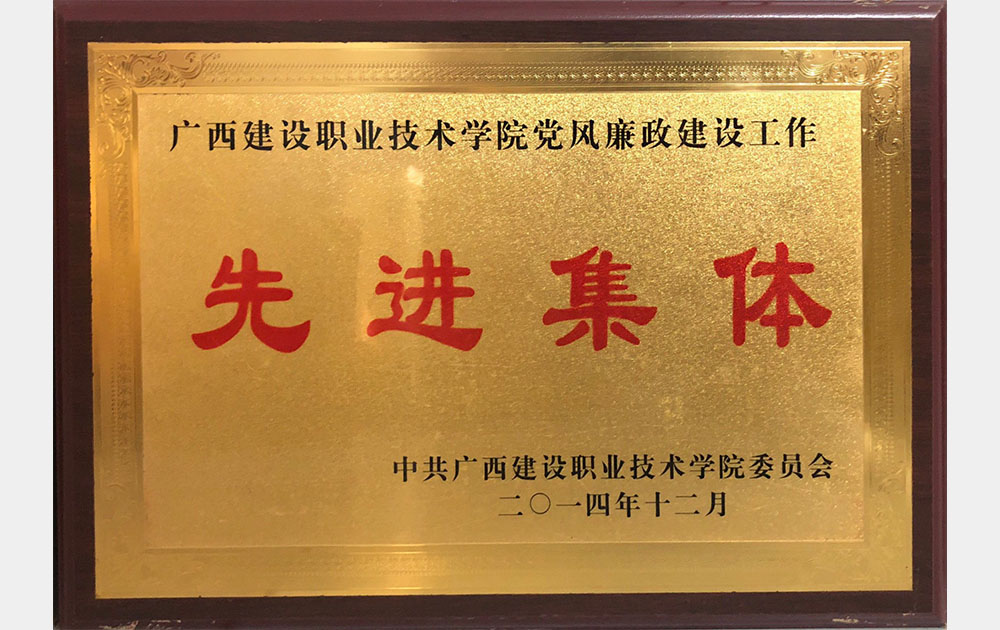 广西建设职业技术学院党风廉政建设工作
先进集体
中共广西建设职业技术学院委员会
二〇一四年十二月